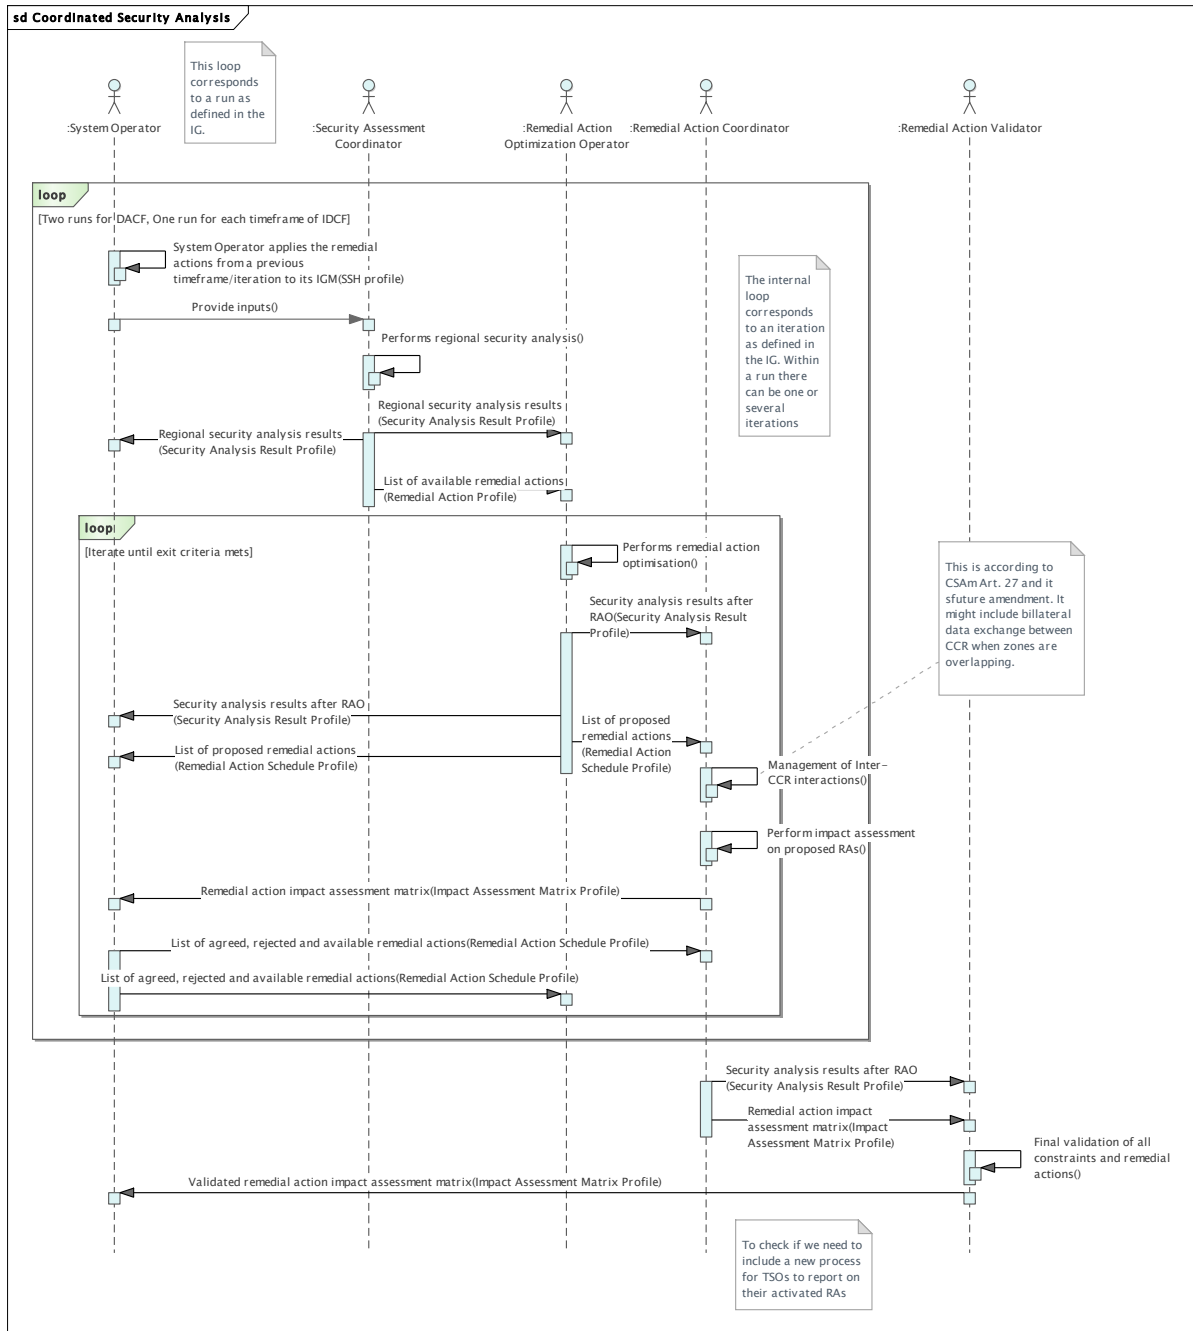 sd Coordinated Security Analysis
This loop
corresponds
to a run as
defined in the
IG.
:System Operator
:Security Assessment
Coordinator
:Remedial Action
Optimization Operator
:Remedial Action Coordinator
:Remedial Action Validator
loop
[Two runs for DACF, One run for each timeframe of IDCF]
System Operator applies the remedial
actions from a previous
timeframe/iteration to its IGM(SSH profile)
The internal
loop
corresponds
to an iteration
as defined in
the IG. Within
a run there
can be one or
several
iterations
Provide inputs()
Performs regional security analysis()
Regional security analysis results
(Security Analysis Result Profile)
Regional security analysis results
(Security Analysis Result Profile)
List of available remedial actions
(Remedial Action Profile)
loop
[Iterate until exit criteria mets]
Performs remedial action
optimisation()
This is according to
CSAm Art. 27 and it
sfuture amendment. It
might include billateral
data exchange between
CCR when zones are
overlapping.
Security analysis results after
RAO(Security Analysis Result
Profile)
Security analysis results after RAO
(Security Analysis Result Profile)
List of proposed
remedial actions
(Remedial Action
Schedule Profile)
List of proposed remedial actions
(Remedial Action Schedule Profile)
Management of Inter-
CCR interactions()
Perform impact assessment
on proposed RAs()
Remedial action impact assessment matrix(Impact Assessment Matrix Profile)
List of agreed, rejected and available remedial actions(Remedial Action Schedule Profile)
List of agreed, rejected and available remedial actions(Remedial Action Schedule Profile)
Security analysis results after RAO
(Security Analysis Result Profile)
Remedial action impact
assessment matrix(Impact
Assessment Matrix Profile)
Final validation of all
constraints and remedial
actions()
Validated remedial action impact assessment matrix(Impact Assessment Matrix Profile)
To check if we need to
include a new process
for TSOs to report on
their activated RAs